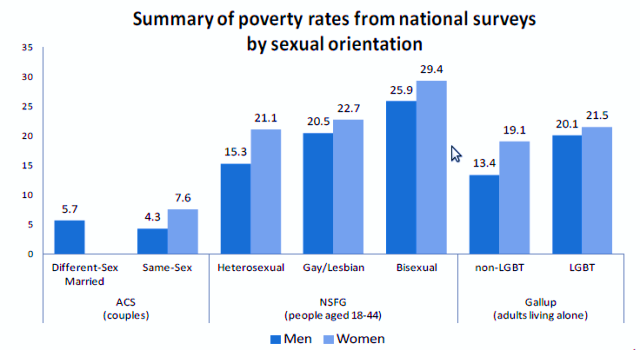 Summary of poverty rates from national surveys
by sexual orientation
35
30
25
20
15
10
5
0
5.7
4.3
7.6
15.3
21.1
20.5
22.7
25.9
29.4
13.4
19.1
20.1
21.5
Different-Sex
Married
Same-Sex
Heterosexual
Gay/Lesbian
Bisexual
non-LGBT
LGBT
ACS
(couples)
NSFG
(people aged 18-44)
Gallup
(adults living alone)
Men
Women